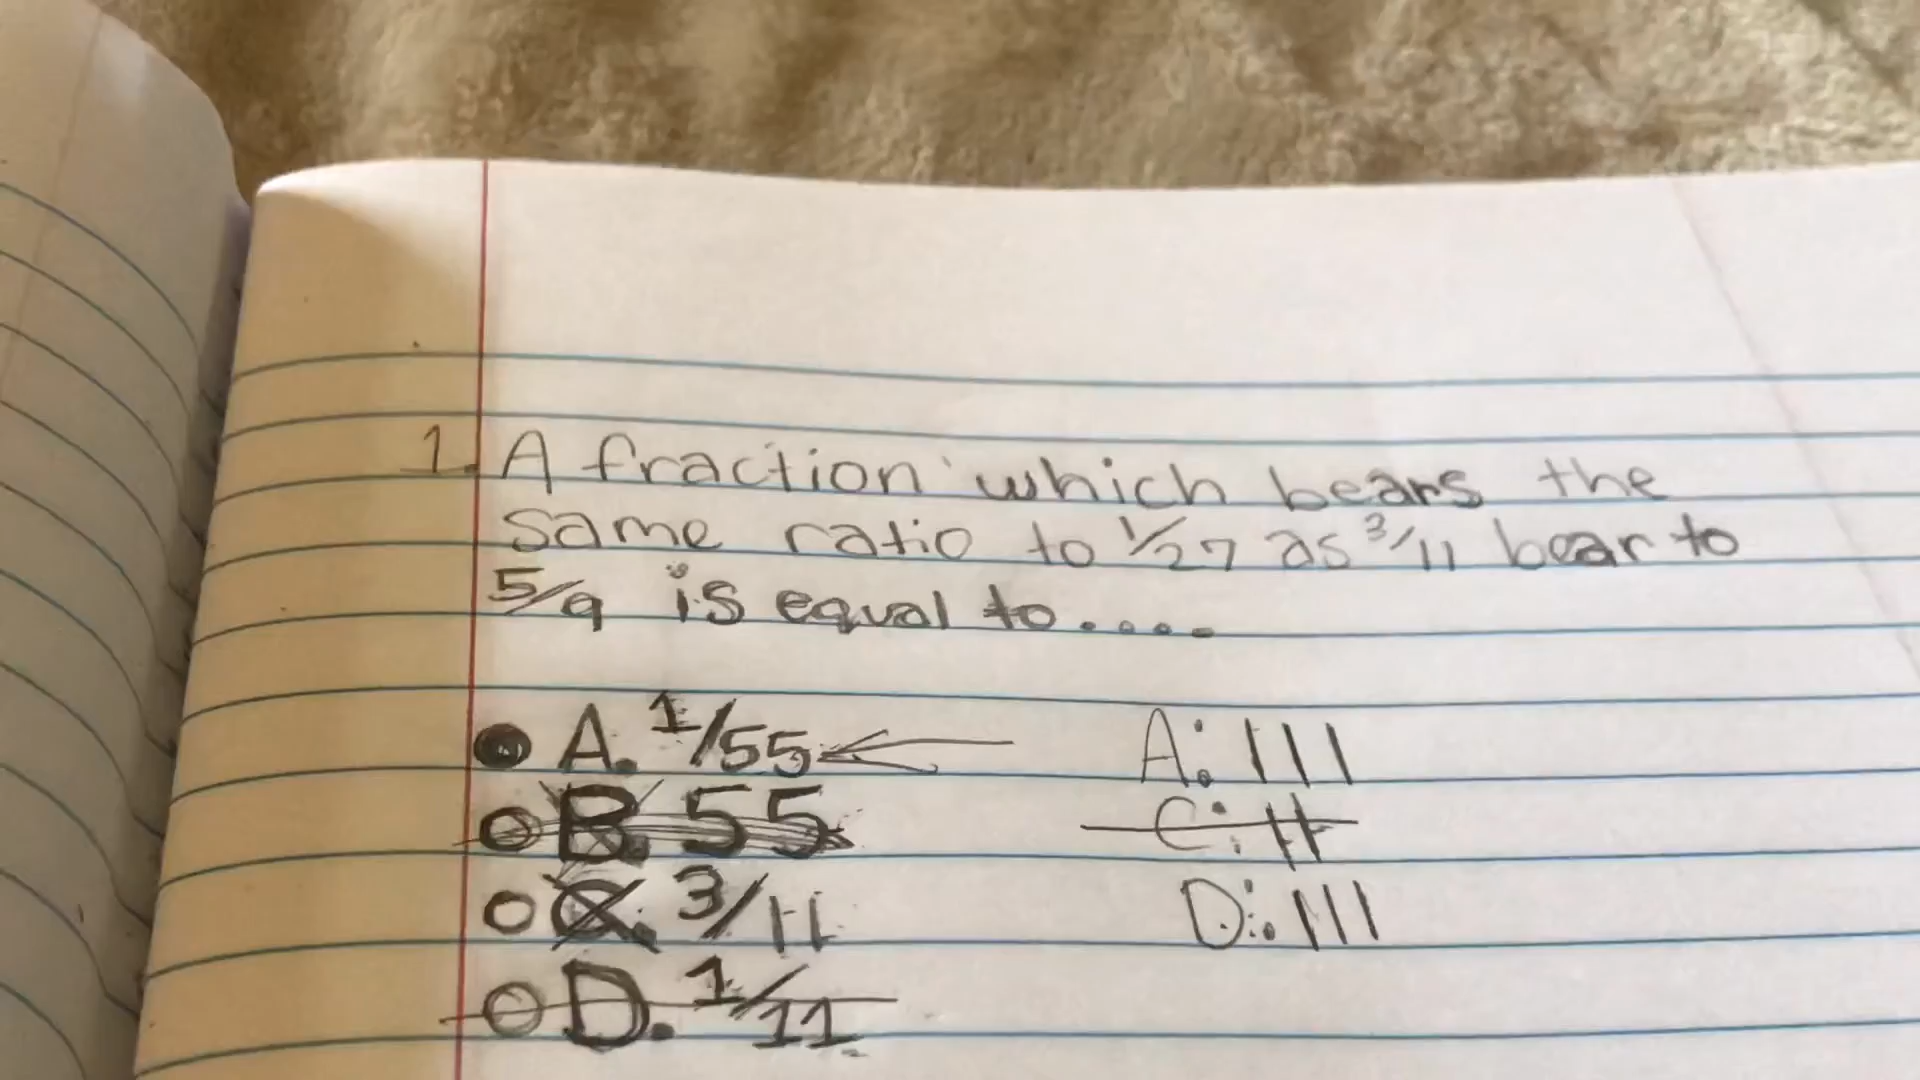 1. A fraction which bears the
same ratio to 1/27 as 3/11 bear to
5/9 is equal to....
A. 1/55
A: III
B. 55
C: II
C. 3/11
D: III
D. 1/11